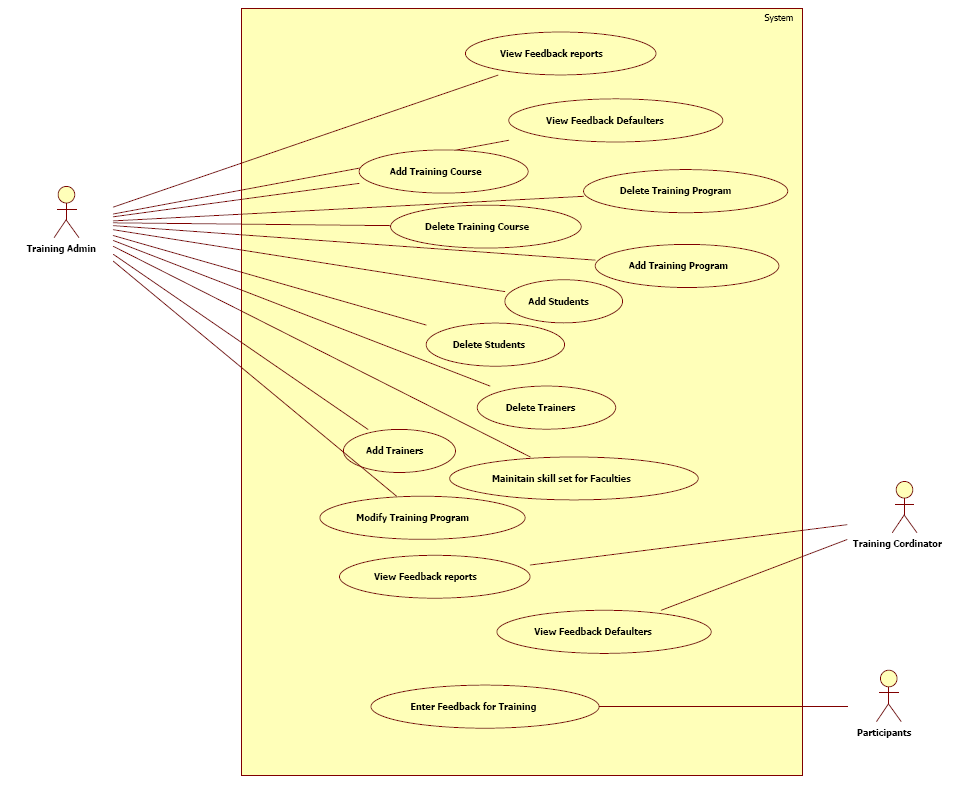 System
View Feedback reports
View Feedback Defaulters
Add Training Course
Delete Training Program
Delete Training Course
Training Admin
Add Training Program
Add Students
Delete Students
Delete Trainers
Add Trainers
Mainitain skill set for Faculties
Modify Training Program
Training Cordinator
View Feedback reports
View Feedback Defaulters
Enter Feedback for Training
Participants